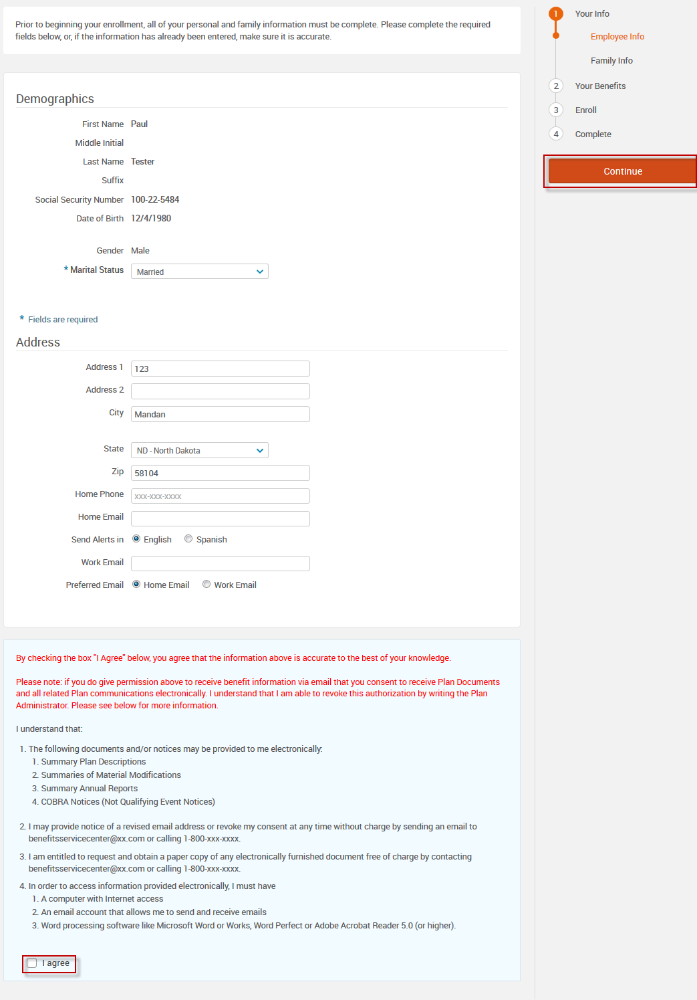 Prior to beginning your enrollment, all of your personal and family information must be complete. Please complete the required
fields below, or, if the information has already been entered, make sure it is accurate.
Demographics
First Name Paul
Middle Initial
Last Name Tester
Suffix
Social Security Number 100-22-5484
Date of Birth 12/4/1980
Gender Male
* Marital Status Married
* Fields are required
Address
Address 1 123
Address 2
City Mandan
State ND - North Dakota
Zip 58104
Home Phone xxx-xxx-xxxx
Home Email
Send Alerts in English Spanish
Work Email
Preferred Email Home Email Work Email
By checking the box "I Agree" below, you agree that the information above is accurate to the best of your knowledge.
Please note: if you do give permission above to receive benefit information via email that you consent to receive Plan Documents
and all related Plan communications electronically. I understand that I am able to revoke this authorization by writing the Plan
Administrator. Please see below for more information.
I understand that:
1. The following documents and/or notices may be provided to me electronically:
1. Summary Plan Descriptions
2. Summaries of Material Modifications
3. Summary Annual Reports
4. COBRA Notices (Not Qualifying Event Notices)
2. I may provide notice of a revised email address or revoke my consent at any time without charge by sending an email to
benefitsservicecenter@xx.com or calling 1-800-xxx-xxxx.
3. I am entitled to request and obtain a paper copy of any electronically furnished document free of charge by contacting
benefitsservicecenter@xx.com or calling 1-800-xxx-xxxx.
4. In order to access information provided electronically, I must have
1. A computer with Internet access
2. An email account that allows me to send and receive emails
3. Word processing software like Microsoft Word or Works, Word Perfect or Adobe Acrobat Reader 5.0 (or higher).
I agree
1 Your Info
Employee Info
Family Info
2 Your Benefits
3 Enroll
4 Complete
Continue